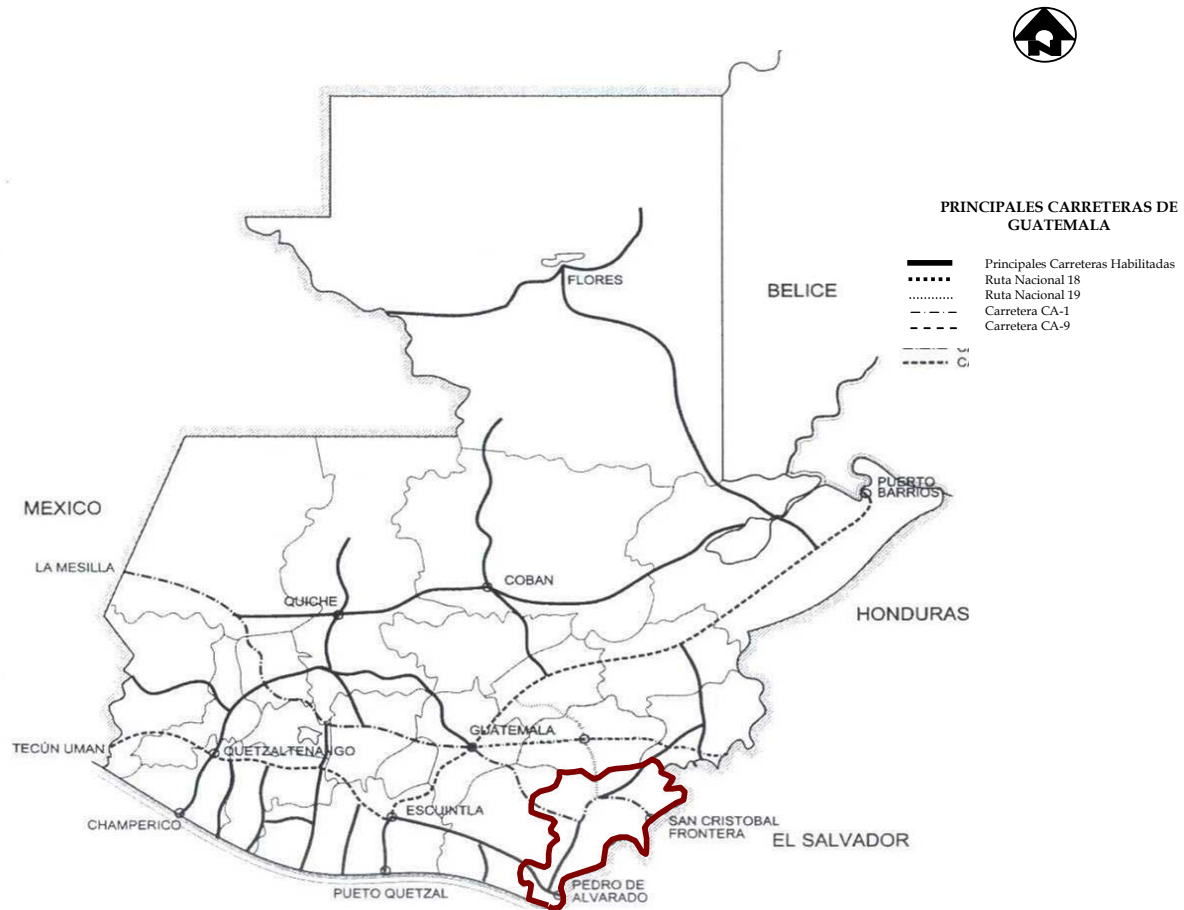 N
PRINCIPALES CARRETERAS DE
GUATEMALA
Principales Carreteras Habilitadas
Ruta Nacional 18
Ruta Nacional 19
Carretera CA-1
Carretera CA-9
CA
FLORES
BELICE
PUERTO
BARRIOS
MEXICO
LA MESILLA
COBAN
QUICHE
HONDURAS
GUATEMALA
TECÚN UMAN
QUETZALTENANGO
ESCUINTLA
CHAMPERICO
SAN CRISTOBAL
FRONTERA
EL SALVADOR
PUETO QUETZAL
PEDRO DE
ALVARADO